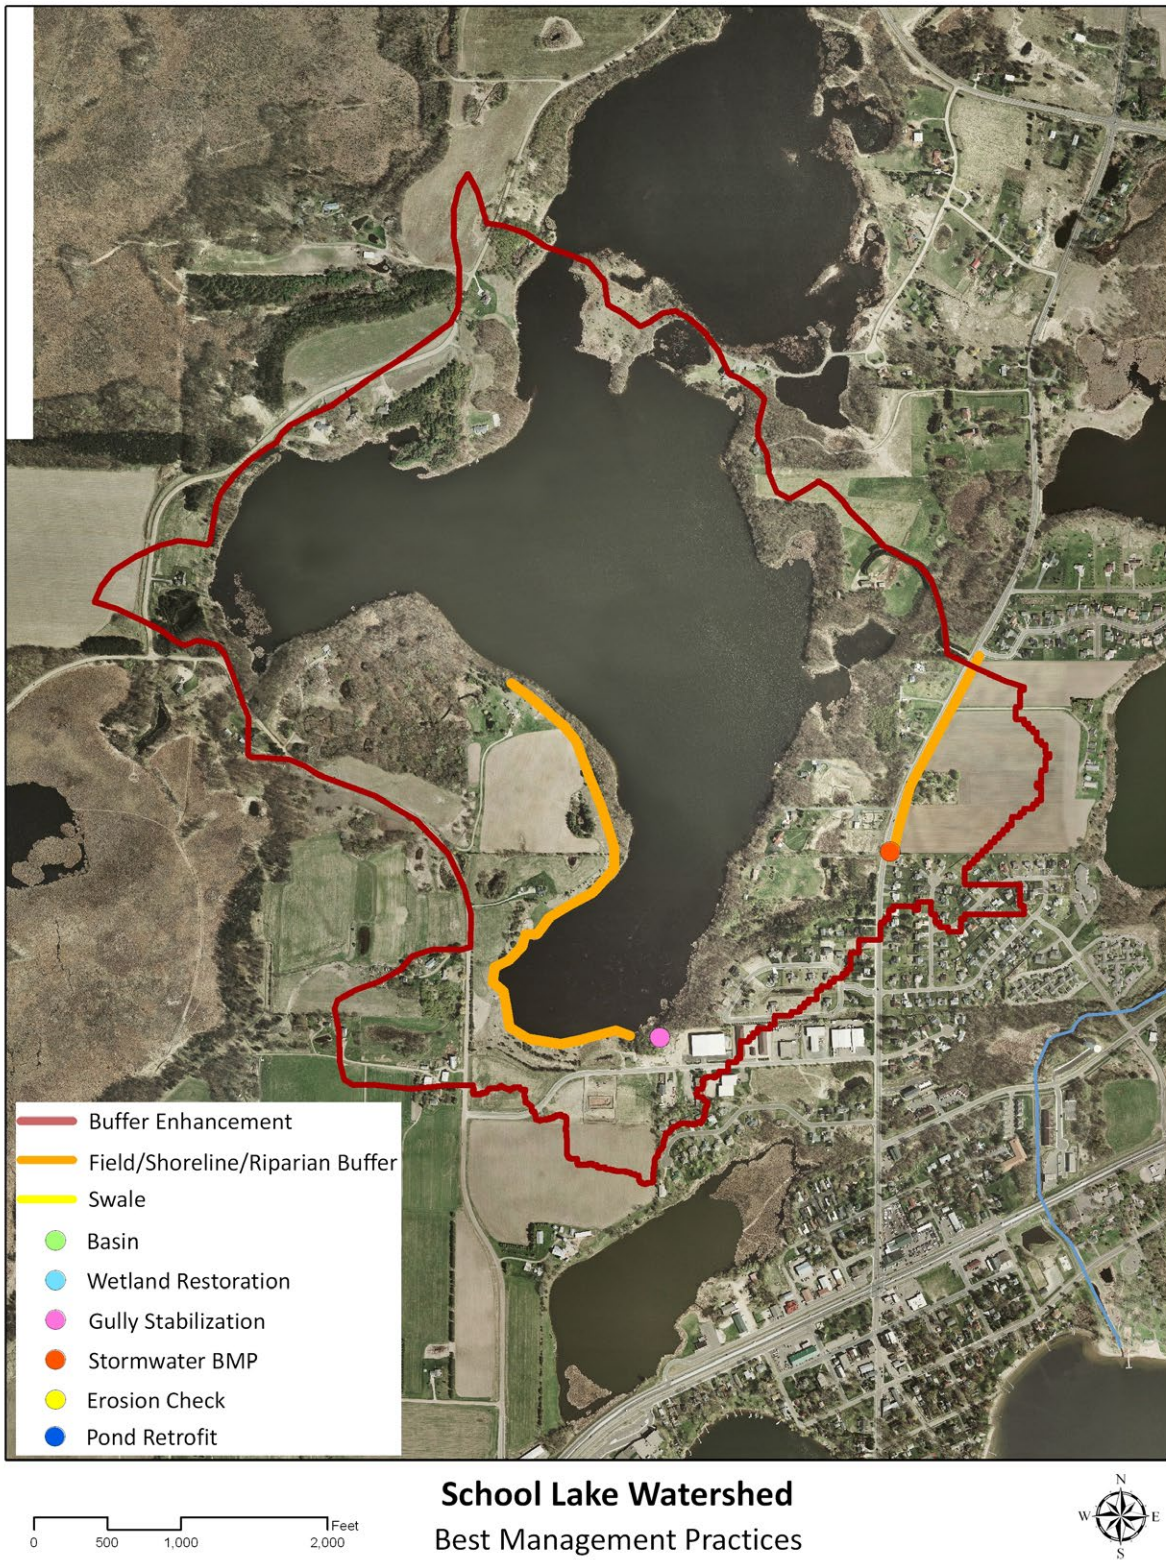 Buffer Enhancement
Field/Shoreline/Riparian Buffer
Swale
Basin
Wetland Restoration
Gully Stabilization
Stormwater BMP
Erosion Check
Pond Retrofit
School Lake Watershed
Best Management Practices
Feet
0 500 1,000 2,000
N
W E
S